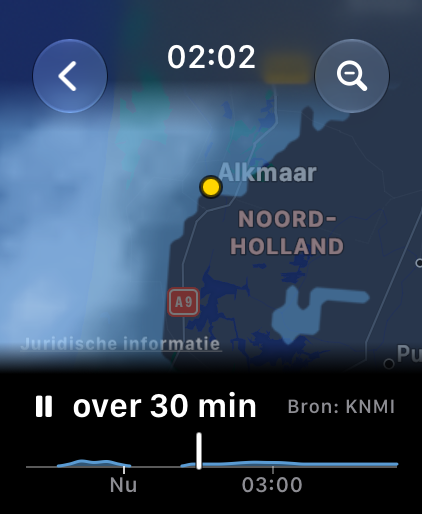 02:02
Alkmaar
NOORD-
HOLLAND
A9
Juridische informatie
Pu
over 30 min
Bron: KNMI
Nu
03:00